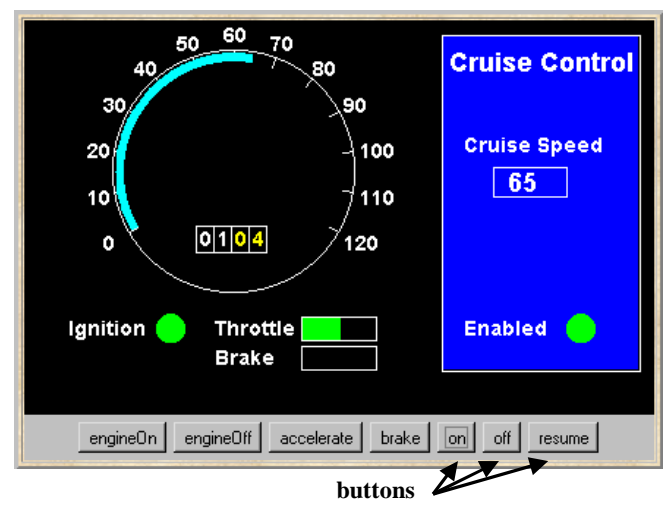 60
50 70
40 80
30 90
20 100
10 110
0 120
0104
Cruise Control
Cruise Speed
65
Ignition Throttle
Brake
Enabled
engineOn engineOff accelerate brake on off resume
buttons